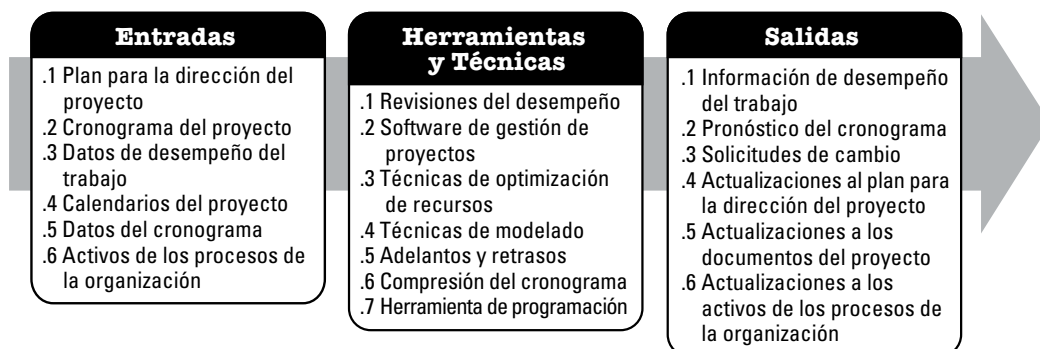 Entradas
.1 Plan para la dirección del
proyecto
.2 Cronograma del proyecto
.3 Datos de desempeño del
trabajo
.4 Calendarios del proyecto
.5 Datos del cronograma
.6 Activos de los procesos de
la organización
Herramientas
y Técnicas
.1 Revisiones del desempeño
.2 Software de gestión de
proyectos
.3 Técnicas de optimización
de recursos
.4 Técnicas de modelado
.5 Adelantos y retrasos
.6 Compresión del cronograma
.7 Herramienta de programación
Salidas
.1 Información de desempeño
del trabajo
.2 Pronóstico del cronograma
.3 Solicitudes de cambio
.4 Actualizaciones al plan para
la dirección del proyecto
.5 Actualizaciones a los
documentos del proyecto
.6 Actualizaciones a los
activos de los procesos de
la organización